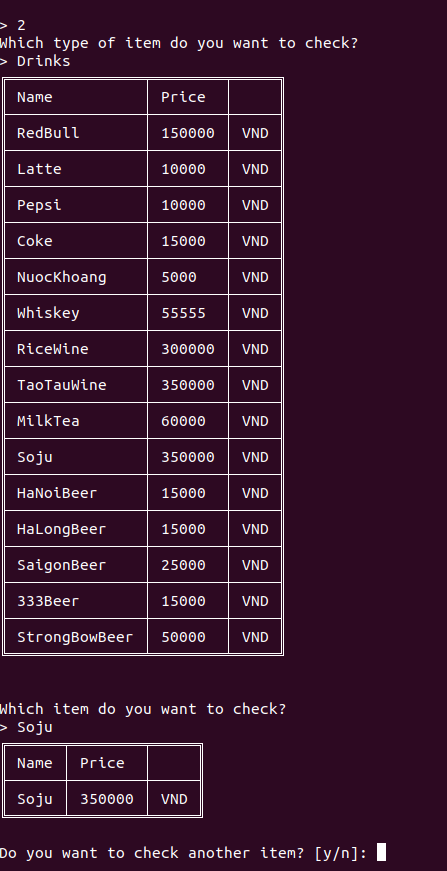 > 2
Which type of item do you want to check?
> Drinks
Name Price
RedBull 150000 VND
Latte 10000 VND
Pepsi 10000 VND
Coke 15000 VND
NuocKhoang 5000 VND
Whiskey 55555 VND
RiceWine 300000 VND
TaoTauWine 350000 VND
MilkTea 60000 VND
Soju 350000 VND
HaNoiBeer 15000 VND
HaLongBeer 15000 VND
SaigonBeer 25000 VND
333Beer 15000 VND
StrongBowBeer 50000 VND
Which item do you want to check?
> Soju
Name Price
Soju 350000 VND
Do you want to check another item? [y/n]: